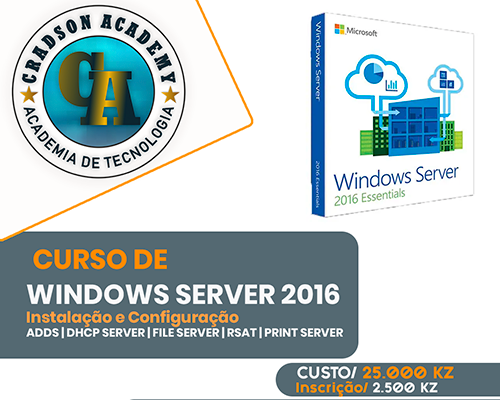 CRADSON ACADEMY
CA
ACADEMIA DE TECNOLOGIA
Microsoft
Windows Server
2016 Essentials
Windows Server
2016 Essentials
CURSO DE
WINDOWS SERVER 2016
Instalação e Configuração
ADDS | DHCP SERVER | FILE SERVER | RSAT | PRINT SERVER
CUSTO/ 25.000 KZ
Inscrição/ 2.500 KZ